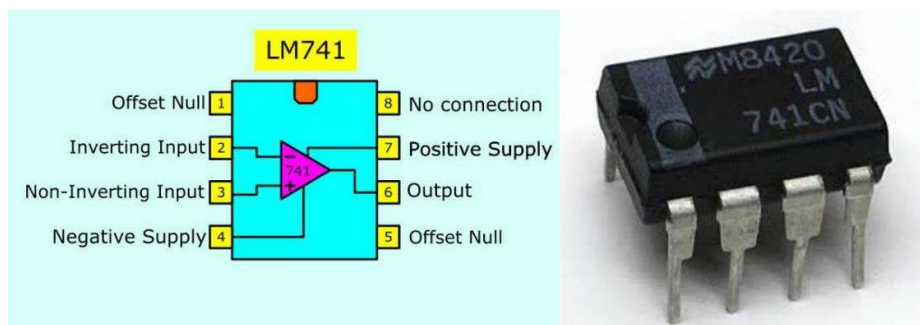 LM741
Offset Null 1
Inverting Input 2
Non-Inverting Input 3
Negative Supply 4
8 No connection
7 Positive Supply
6 Output
5 Offset Null
741
M8420
LM
741CN